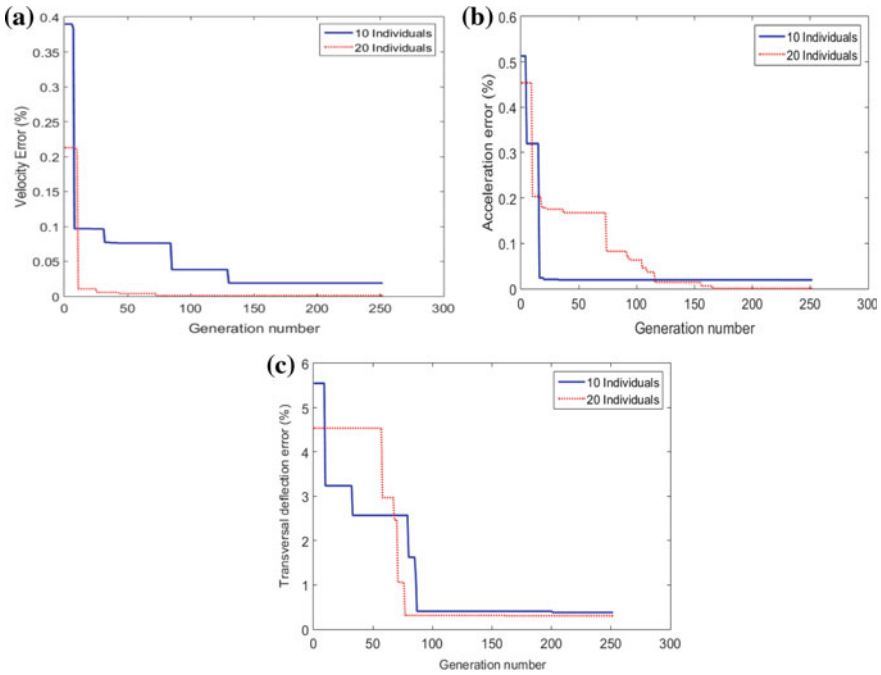 (a)
0.4
0.35
0.3
0.25
0.2
0.15
0.1
0.05
0
Velocity Error (%)
10 Individuals
20 Individuals
0 50 100 150 200 250 300
Generation number
(b)
0.6
0.5
0.4
0.3
0.2
0.1
0
Acceleration error (%)
10 Individuals
20 Individuals
0 50 100 150 200 250 300
Generation number
(c)
6
5
4
3
2
1
0
Transversal deflection error (%)
10 Individuals
20 Individuals
0 50 100 150 200 250 300
Generation number